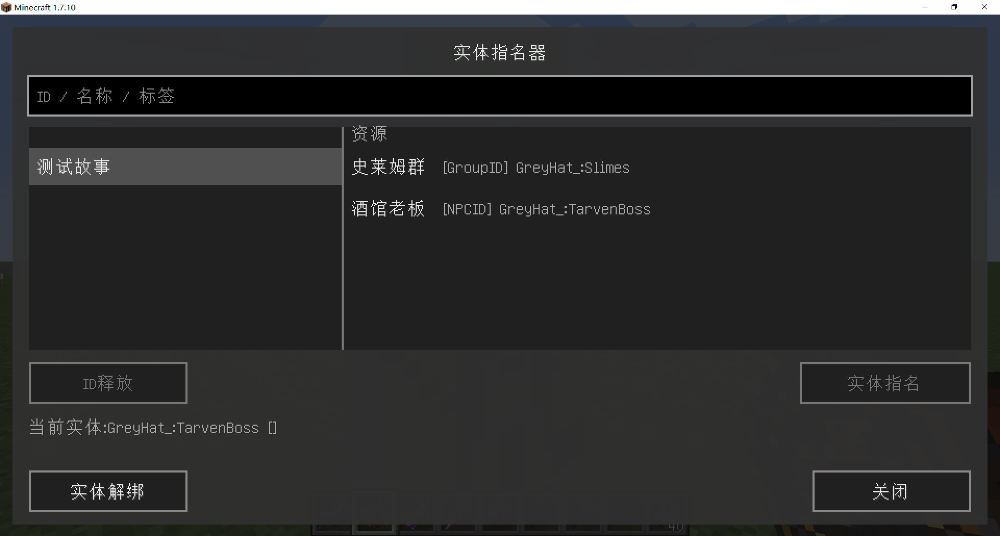 Minecraft 1.7.10
实体指名器
ID / 名称 / 标签
资源
测试故事
史莱姆群 [GroupID] GreyHat_:Slimes
酒馆老板 [NPCID] GreyHat_:TarvenBoss
ID释放
实体指名
当前实体:GreyHat_:TarvenBoss []
实体解绑
关闭
40